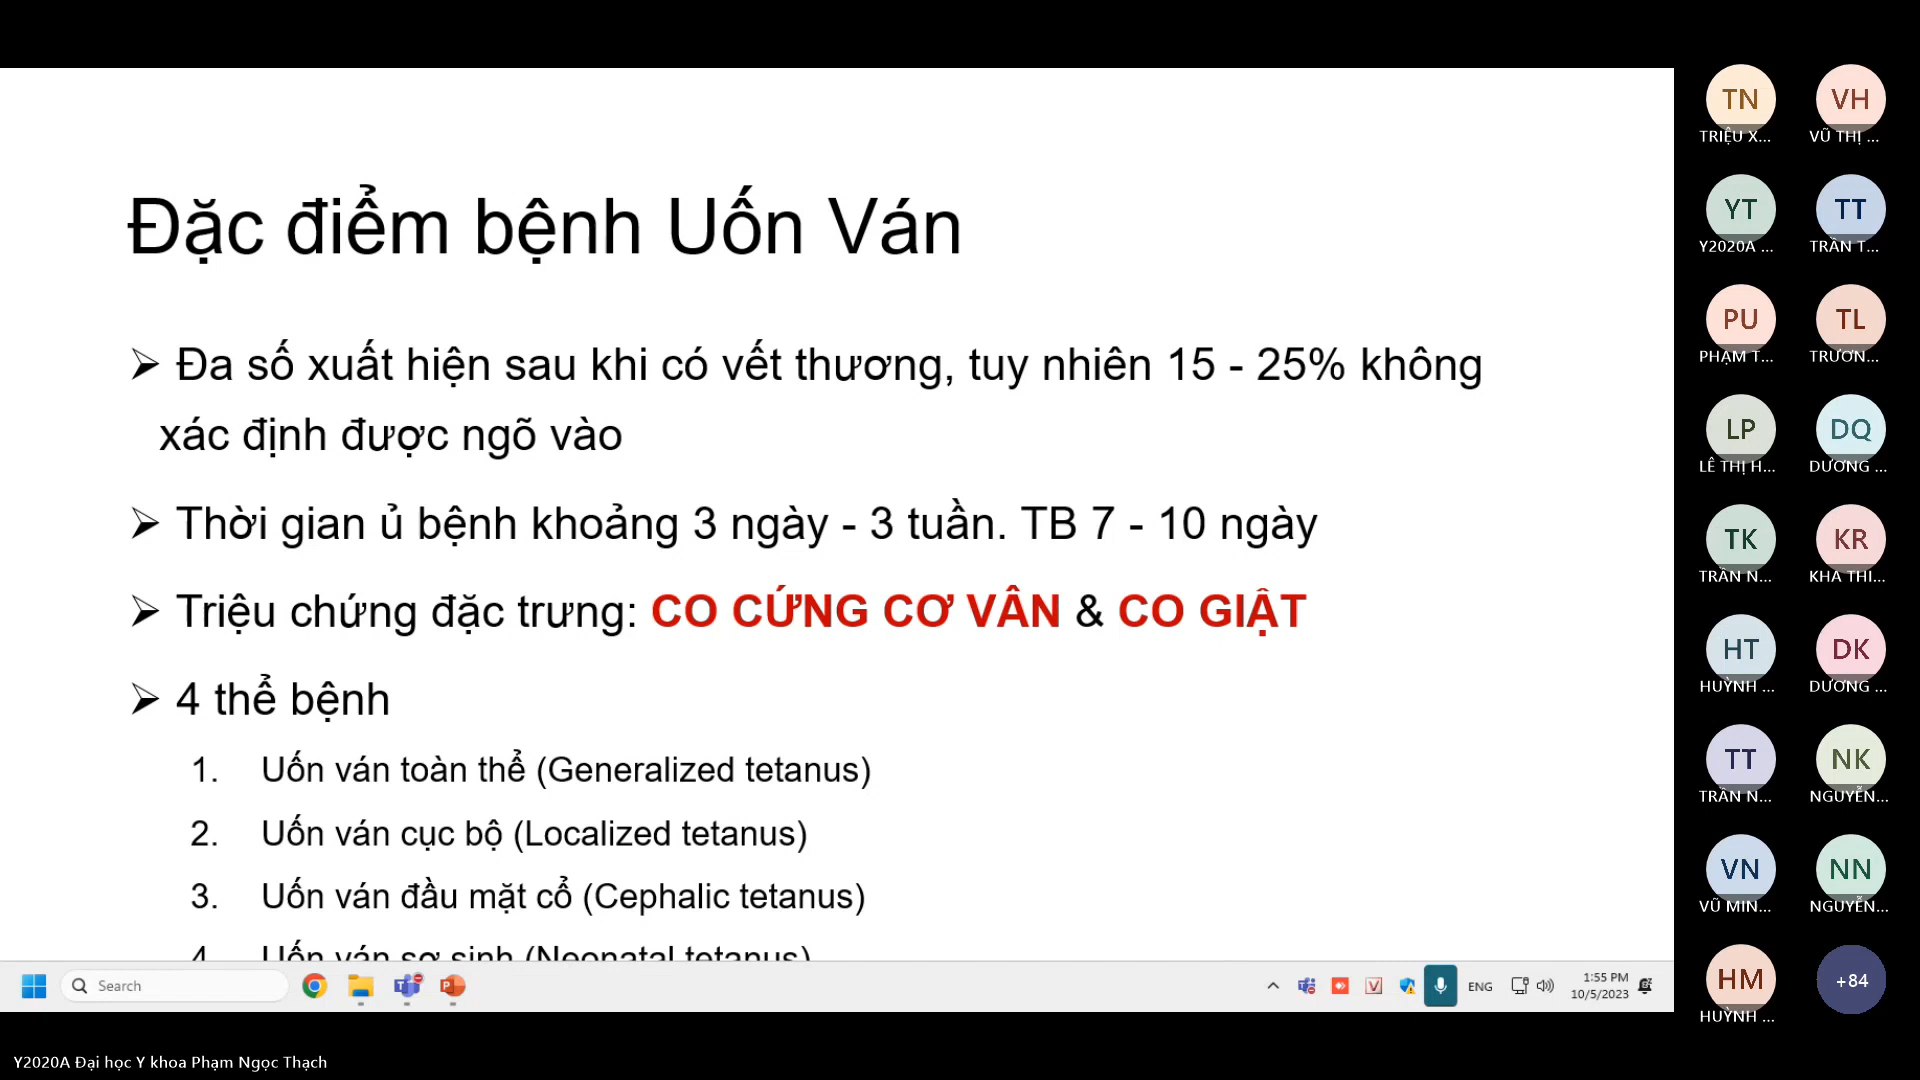 Đặc điểm bệnh Uốn Ván
➢ Đa số xuất hiện sau khi có vết thương, tuy nhiên 15 - 25% không
xác định được ngõ vào
➢ Thời gian ủ bệnh khoảng 3 ngày - 3 tuần. TB 7 - 10 ngày
➢ Triệu chứng đặc trưng: CO CỨNG CƠ VÂN & CO GIẬT
➢ 4 thể bệnh
1. Uốn ván toàn thể (Generalized tetanus)
2. Uốn ván cục bộ (Localized tetanus)
3. Uốn ván đầu mặt cổ (Cephalic tetanus)
4. Uốn ván sơ sinh (Neonatal tetanus)
Search
ENG
1:55 PM
10/5/2023
TN VH
TRIỆU X... VŨ THỊ ...
YT TT
Y2020A ... TRẦN T...
PU TL
PHẠM T... TRƯƠN...
LP DQ
LÊ THỊ H... DƯƠNG ...
TK KR
TRẦN N... KHA THI...
HT DK
HUỲNH ... DƯƠNG ...
TT NK
TRẦN N... NGUYỄN...
VN NN
VŨ MIN... NGUYỄN...
HM +84
HUỲNH ...
Y2020A Đại học Y khoa Phạm Ngọc Thạch